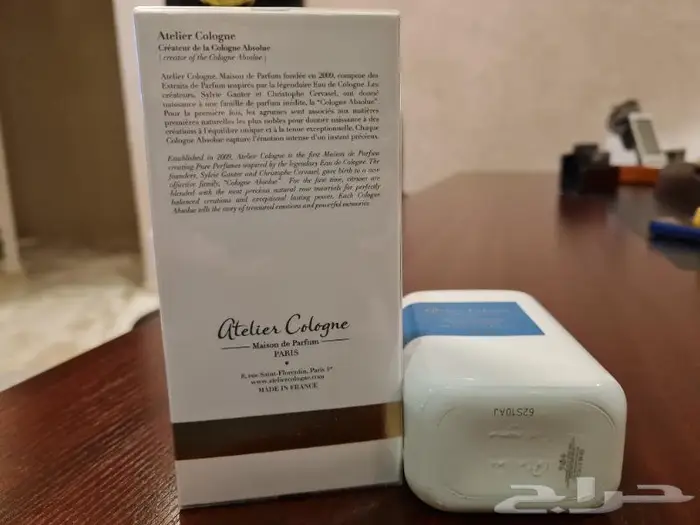 Atelier Cologne
Créateur de la Cologne Absolue
( creator of the Cologne Absolue )
Atelier Cologne, Maison de Parfum fondée en 2009, compose des
Extraits de Parfum inspirés par la légendaire Eau de Cologne. Les
créateurs, Sylvie Ganter et Christophe Cervasel, ont donné
naissance à une famille de parfum inédite, la "Cologne Absolue".
Pour la première fois, les agrumes sont associés aux matières
premières naturelles les plus nobles pour donner naissance à des
créations à l'équilibre unique et à la tenue exceptionnelle. Chaque
Cologne Absolue capture l'émotion intense d'un instant précieux.
Established in 2009, Atelier Cologne is the first Maison de Parfum
creating Pure Perfumes inspired by the legendary Eau de Cologne. The
founders, Sylvie Ganter and Christophe Cervasel, gave birth to a new
olfactive family, "Cologne Absolue". For the first time, citruses are
blended with the most precious natural raw materials for perfectly
balanced creations and exceptional lasting power. Each Cologne
Absolue tells the story of treasured emotions and powerful memories.
Atelier Cologne
Maison de Parfum
PARIS
8, rue Saint-Florentin, Paris 1er
www.ateliercologne.com
MADE IN FRANCE
62S10AJ
حراج